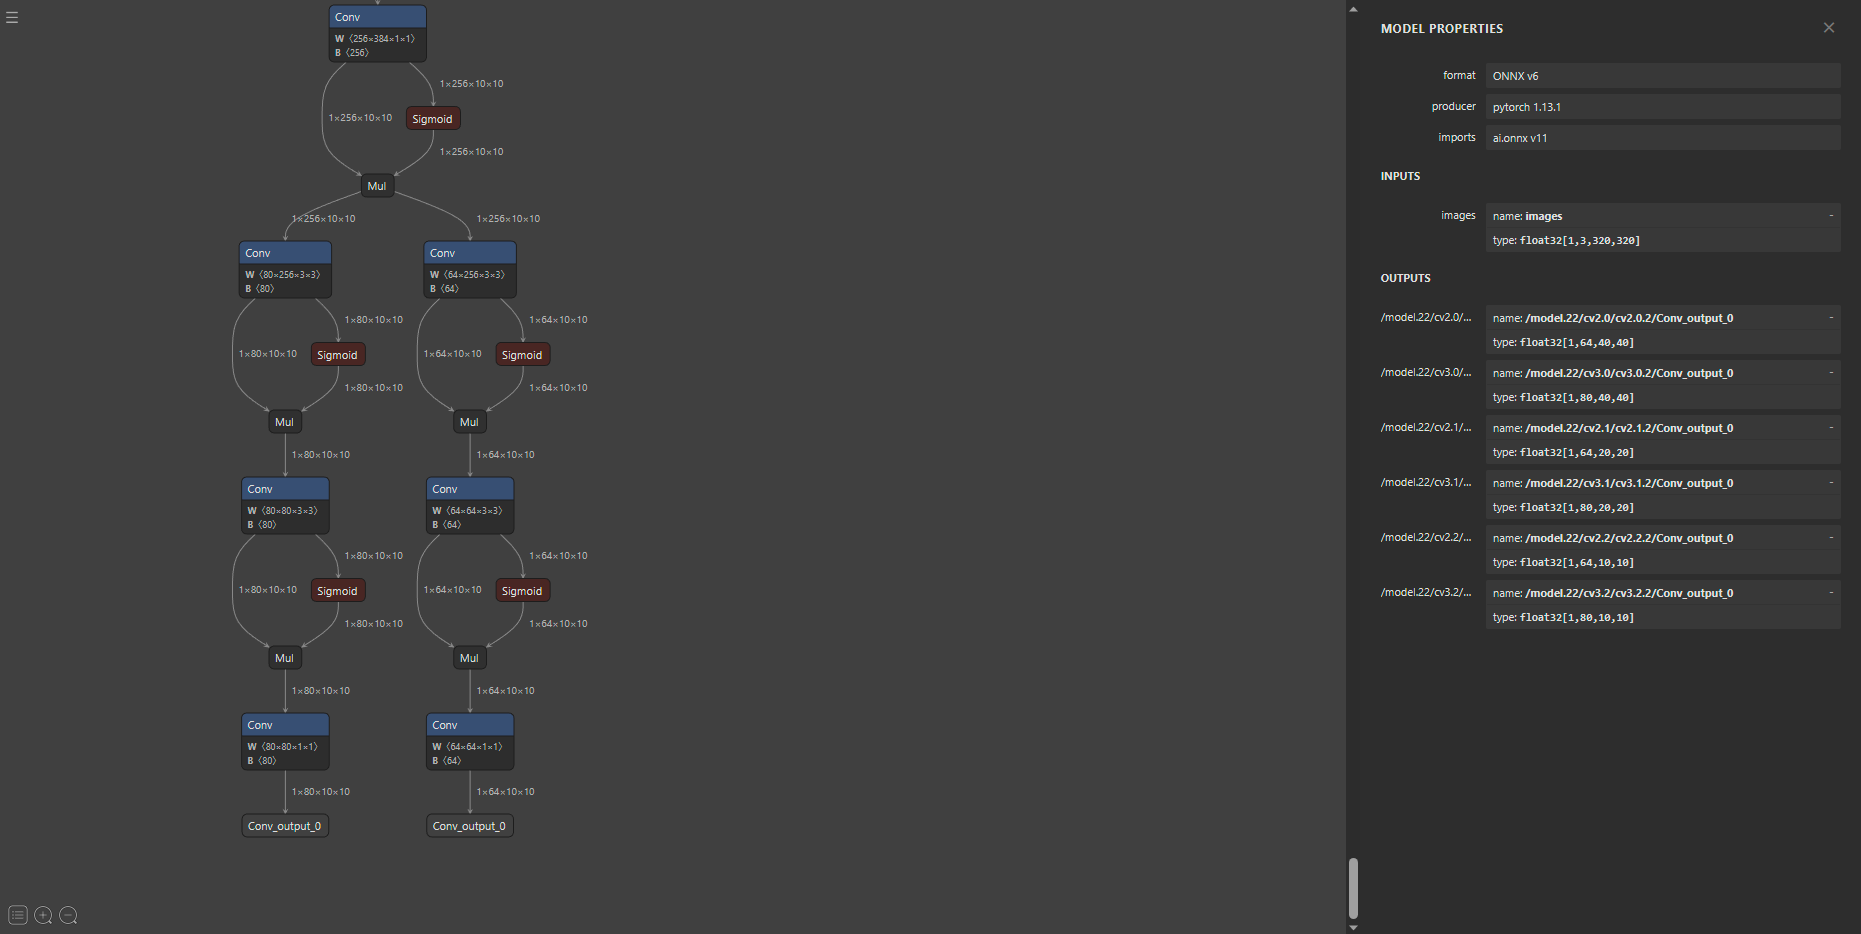 Conv
W 〈256×384×1×1〉
B 〈256〉
1×256×10×10
1×256×10×10
Sigmoid
1×256×10×10
Mul
1×256×10×10
1×256×10×10
Conv
W 〈80×256×3×3〉
B 〈80〉
Conv
W 〈64×256×3×3〉
B 〈64〉
1×80×10×10
1×64×10×10
1×80×10×10
Sigmoid
1×64×10×10
Sigmoid
1×80×10×10
1×64×10×10
Mul
Mul
1×80×10×10
1×64×10×10
Conv
W 〈80×80×3×3〉
B 〈80〉
Conv
W 〈64×64×3×3〉
B 〈64〉
1×80×10×10
1×64×10×10
1×80×10×10
Sigmoid
1×64×10×10
Sigmoid
1×80×10×10
1×64×10×10
Mul
Mul
1×80×10×10
1×64×10×10
Conv
W 〈80×80×1×1〉
B 〈80〉
Conv
W 〈64×64×1×1〉
B 〈64〉
1×80×10×10
1×64×10×10
Conv_output_0
Conv_output_0
MODEL PROPERTIES
format ONNX v6
producer pytorch 1.13.1
imports ai.onnx v11
INPUTS
images name: images
type: float32[1,3,320,320]
OUTPUTS
/model.22/cv2.0/... name: /model.22/cv2.0/cv2.0.2/Conv_output_0
type: float32[1,64,40,40]
/model.22/cv3.0/... name: /model.22/cv3.0/cv3.0.2/Conv_output_0
type: float32[1,80,40,40]
/model.22/cv2.1/... name: /model.22/cv2.1/cv2.1.2/Conv_output_0
type: float32[1,64,20,20]
/model.22/cv3.1/... name: /model.22/cv3.1/cv3.1.2/Conv_output_0
type: float32[1,80,20,20]
/model.22/cv2.2/... name: /model.22/cv2.2/cv2.2.2/Conv_output_0
type: float32[1,64,10,10]
/model.22/cv3.2/... name: /model.22/cv3.2/cv3.2.2/Conv_output_0
type: float32[1,80,10,10]